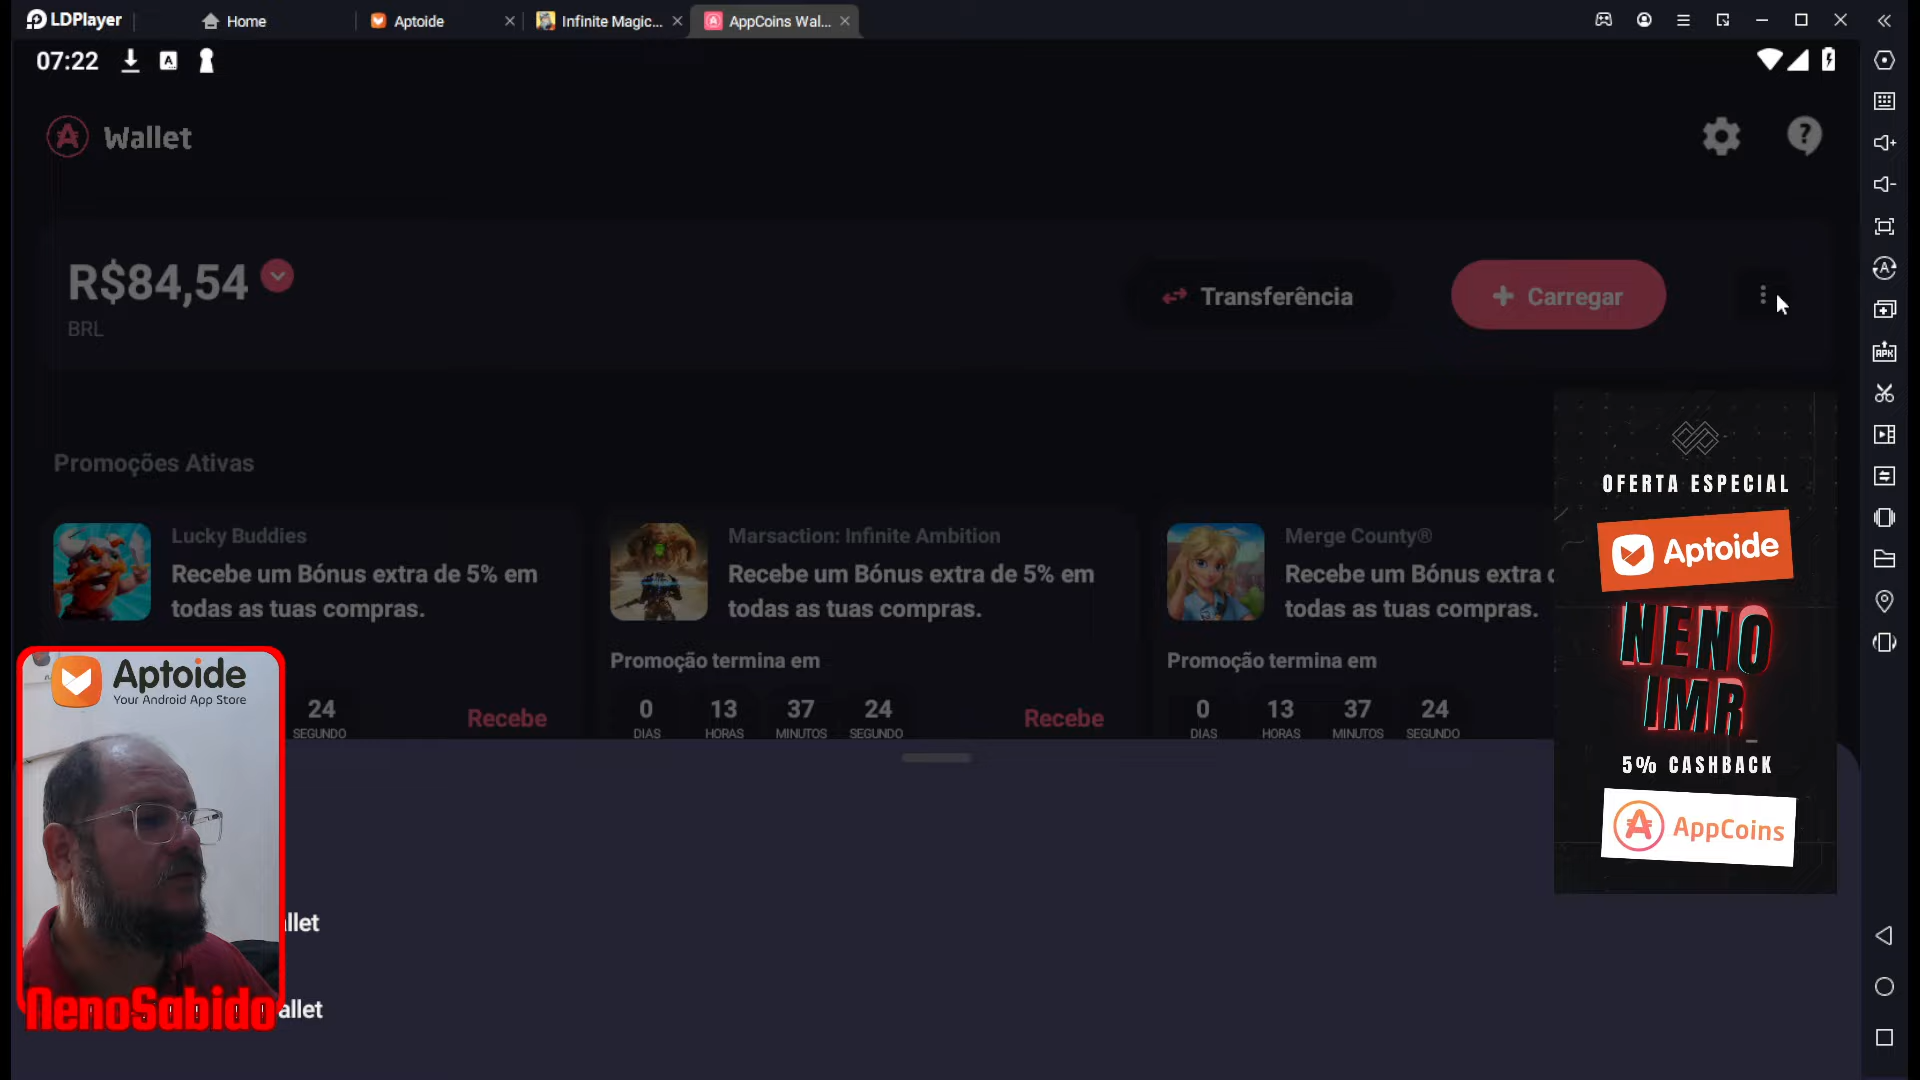 LDPlayer
Home
Aptoide
Infinite Magic...
AppCoins Wal...
07:22
Wallet
R$84,54
BRL
Transferência
+ Carregar
Promoções Ativas
Lucky Buddies
Recebe um Bónus extra de 5% em
todas as tuas compras.
24
SEGUNDO
Recebe
Marsaction: Infinite Ambition
Recebe um Bónus extra de 5% em
todas as tuas compras.
Promoção termina em
0 13 37 24
DIAS HORAS MINUTOS SEGUNDO
Recebe
Merge County®
Recebe um Bónus extra d
todas as tuas compras.
Promoção termina em
0 13 37 24
DIAS HORAS MINUTOS SEGUNDO
OFERTA ESPECIAL
Aptoide
NENO
IMR
5% CASHBACK
AppCoins
Aptoide
Your Android App Store
NenoSabido
llet
allet
APK